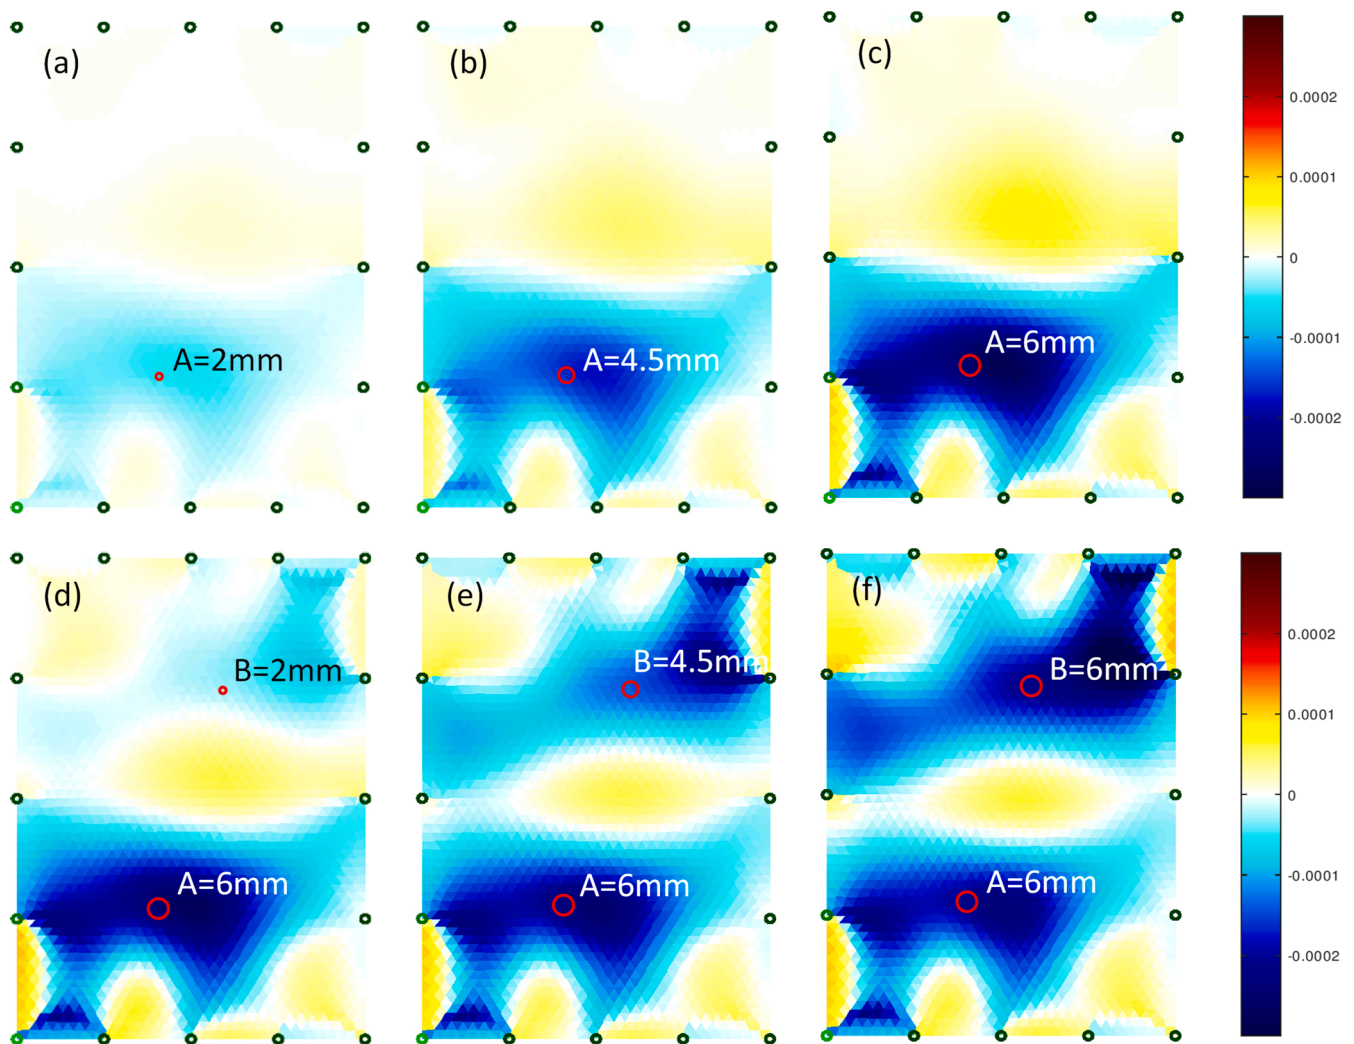 (a)
A=2mm
(b)
A=4.5mm
(c)
A=6mm
0.0002
0.0001
0
-0.0001
-0.0002
(d)
B=2mm
A=6mm
(e)
B=4.5mm
A=6mm
(f)
B=6mm
A=6mm
0.0002
0.0001
0
-0.0001
-0.0002